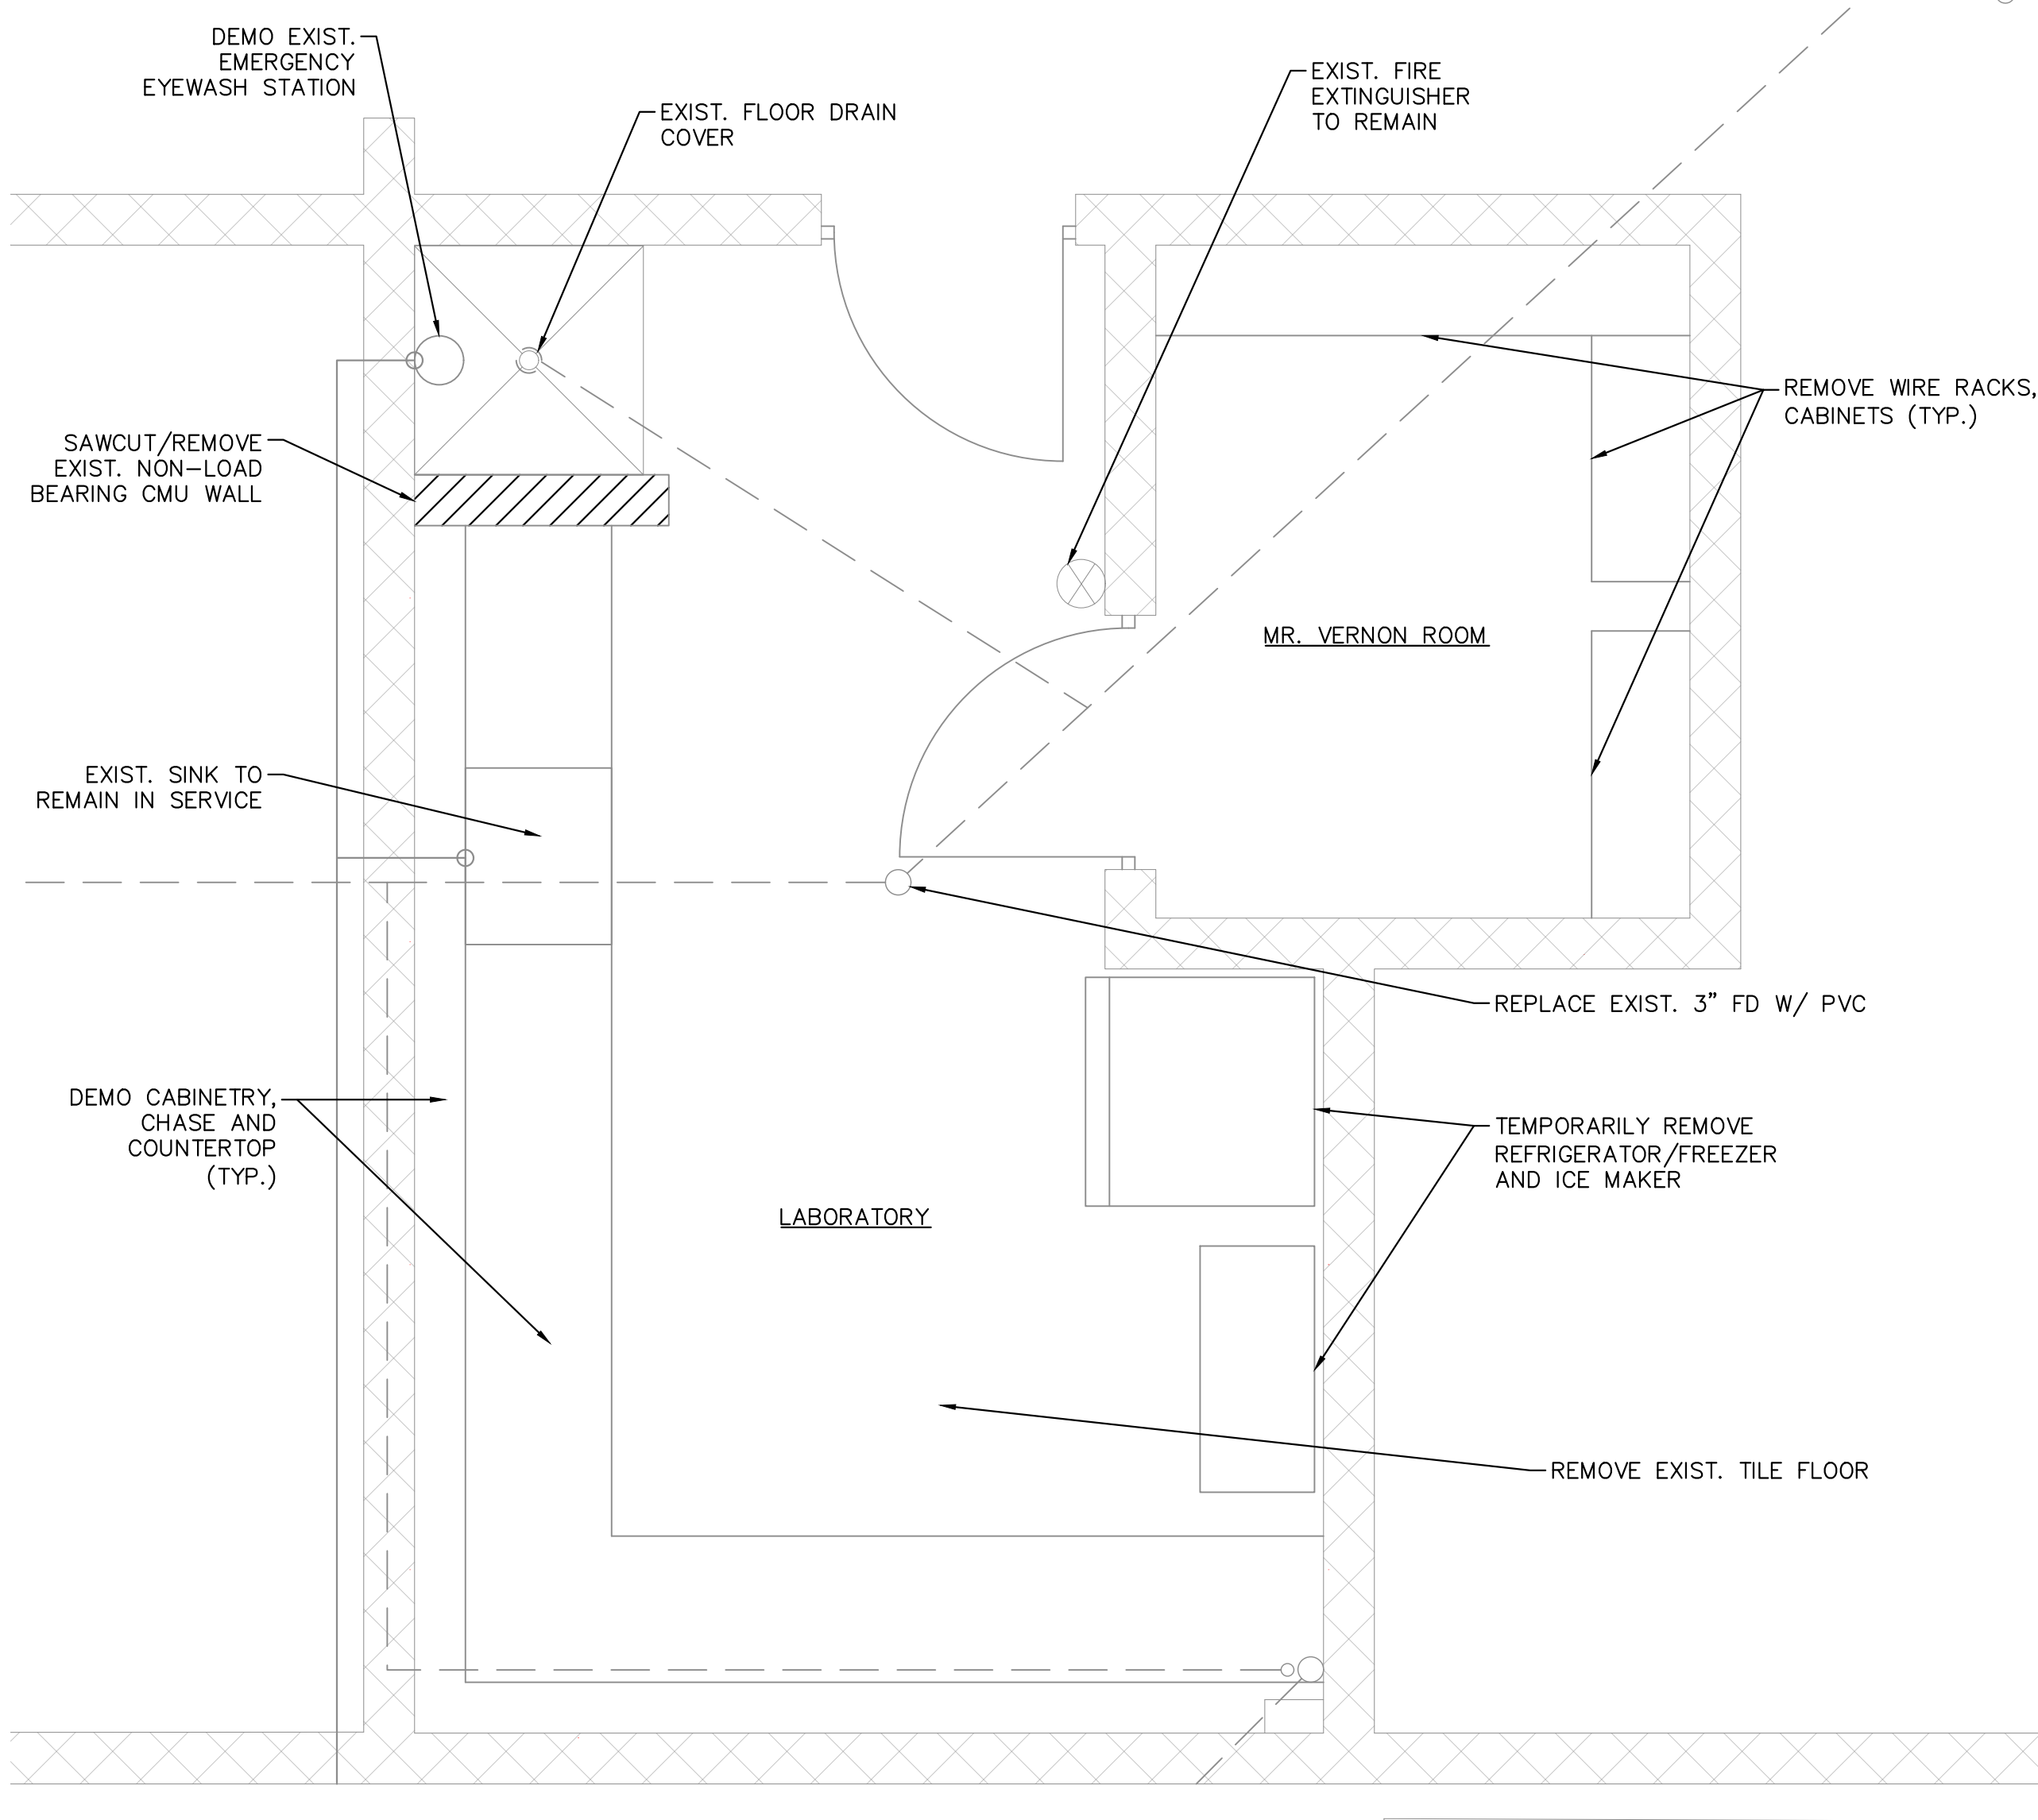 DEMO EXIST.
EMERGENCY
EYEWASH STATION
EXIST. FLOOR DRAIN
COVER
EXIST. FIRE
EXTINGUISHER
TO REMAIN
REMOVE WIRE RACKS,
CABINETS (TYP.)
SAWCUT/REMOVE
EXIST. NON-LOAD
BEARING CMU WALL
MR. VERNON ROOM
EXIST. SINK TO
REMAIN IN SERVICE
REPLACE EXIST. 3" FD W/ PVC
DEMO CABINETRY,
CHASE AND
COUNTERTOP
(TYP.)
TEMPORARILY REMOVE
REFRIGERATOR/FREEZER
AND ICE MAKER
LABORATORY
REMOVE EXIST. TILE FLOOR